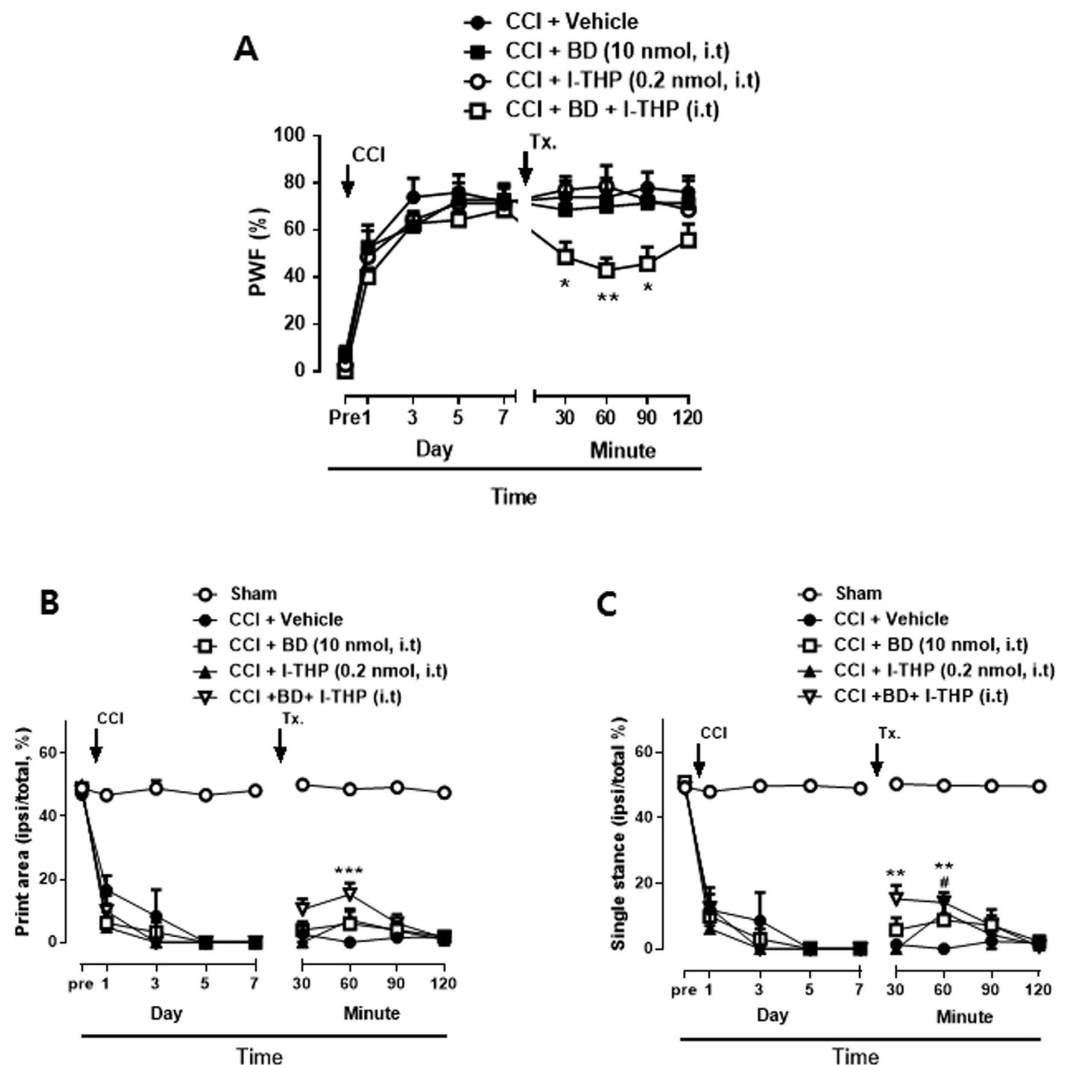 A
CCI + Vehicle
CCI + BD (10 nmol, i.t)
CCI + I-THP (0.2 nmol, i.t)
CCI + BD + I-THP (i.t)
CCI
Tx.
PWF (%)
100
80
60
40
20
0
* ** *
Pre 1 3 5 7 30 60 90 120
Day Minute
Time
B
Sham
CCI + Vehicle
CCI + BD (10 nmol, i.t)
CCI + I-THP (0.2 nmol, i.t)
CCI +BD+ I-THP (i.t)
CCI
Tx.
Print area (ipsi/total, %)
60
40
20
0
***
pre 1 3 5 7 30 60 90 120
Day Minute
Time
C
Sham
CCI + Vehicle
CCI + BD (10 nmol, i.t)
CCI + I-THP (0.2 nmol, i.t)
CCI +BD+ I-THP (i.t)
CCI
Tx.
Single stance (ipsi/total %)
60
40
20
0
** **
#
pre 1 3 5 7 30 60 90 120
Day Minute
Time